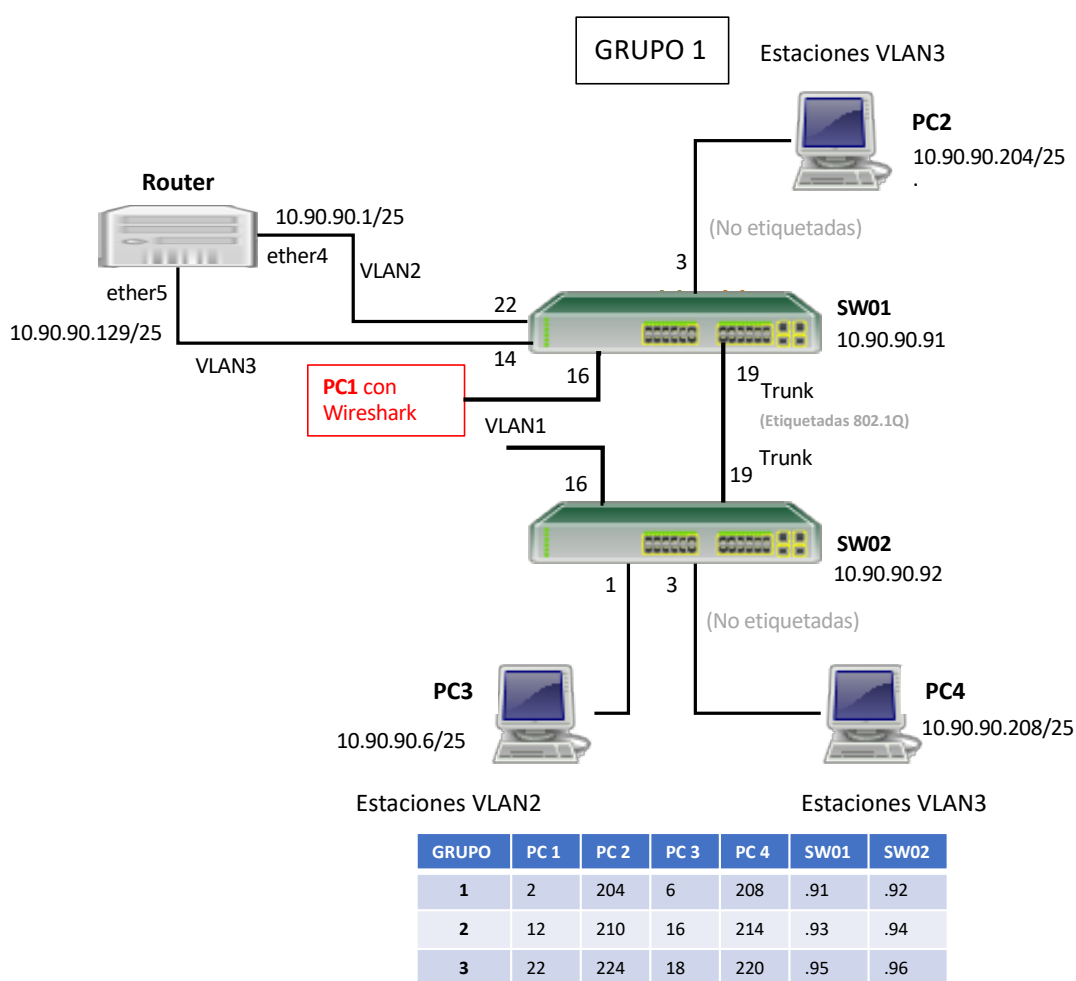 GRUPO 1
Estaciones VLAN3
PC2
10.90.90.204/25
.
(No etiquetadas)
3
Router
10.90.90.1/25
ether4
VLAN2
ether5
10.90.90.129/25
VLAN3
22
14
16
SW01
10.90.90.91
19
Trunk
(Etiquetadas 802.1Q)
PC1 con
Wireshark
VLAN1
16
Trunk
19
SW02
10.90.90.92
1
3
(No etiquetadas)
PC3
10.90.90.6/25
PC4
10.90.90.208/25
Estaciones VLAN2
Estaciones VLAN3
GRUPO PC 1 PC 2 PC 3 PC 4 SW01 SW02
1 2 204 6 208 .91 .92
2 12 210 16 214 .93 .94
3 22 224 18 220 .95 .96